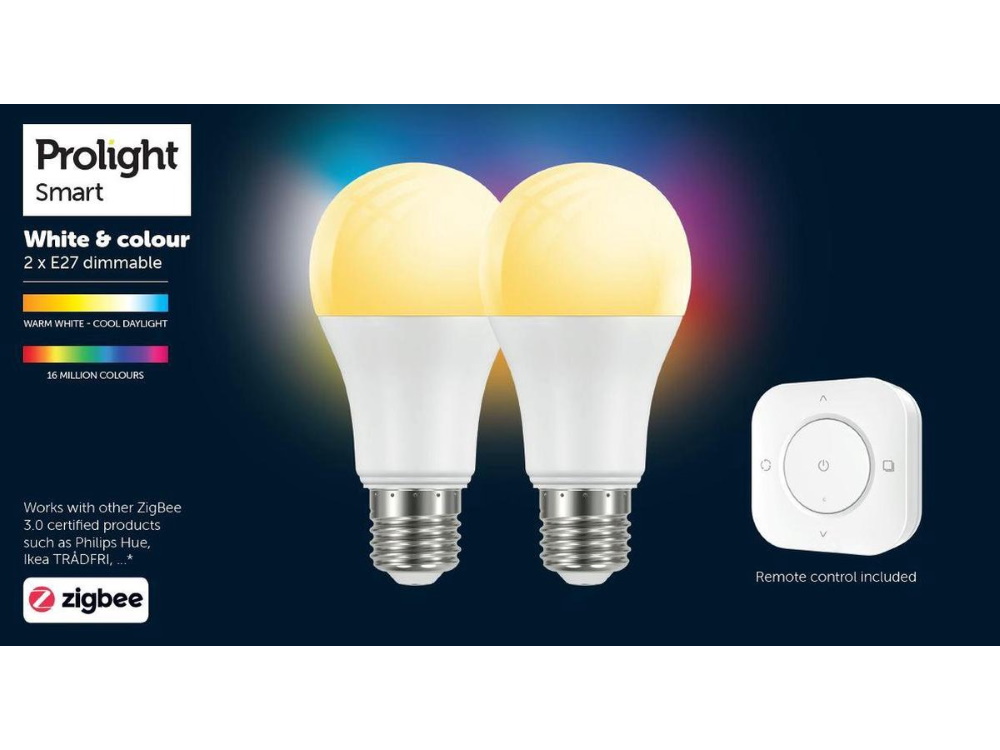 Prolight
Smart
White & colour
2 x E27 dimmable
WARM WHITE - COOL DAYLIGHT
16 MILLION COLOURS
Works with other ZigBee
3.0 certified products
such as Philips Hue,
Ikea TRÅDFRI, ...*
zigbee
Remote control included